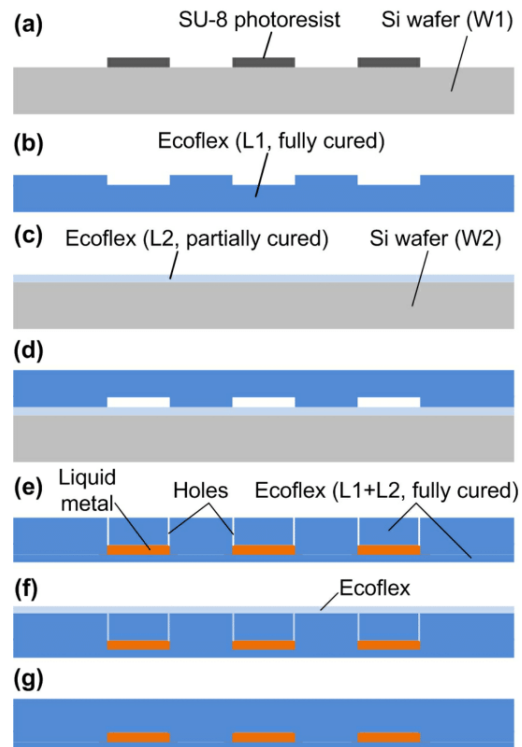 (a)
SU-8 photoresist
Si wafer (W1)
(b)
Ecoflex (L1, fully cured)
(c)
Ecoflex (L2, partially cured)
Si wafer (W2)
(d)
(e)
Liquid
metal
Holes
Ecoflex (L1+L2, fully cured)
(f)
Ecoflex
(g)